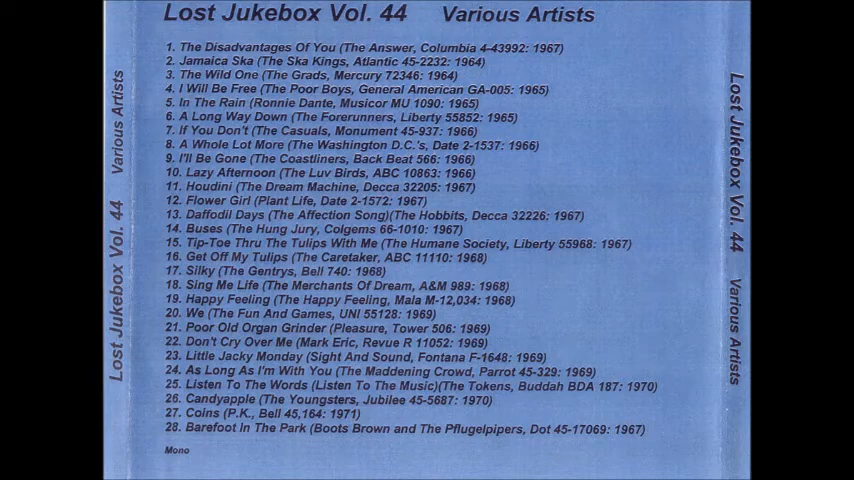 Lost Jukebox Vol. 44 Various Artists
1. The Disadvantages Of You (The Answer, Columbia 4-43992: 1967)
2. Jamaica Ska (The Ska Kings, Atlantic 45-2232: 1964)
3. The Wild One (The Grads, Mercury 72346: 1964)
4. I Will Be Free (The Poor Boys, General American GA-005: 1965)
5. In The Rain (Ronnie Dante, Musicor MU 1090: 1965)
6. A Long Way Down (The Forerunners, Liberty 55852: 1965)
7. If You Don't (The Casuals, Monument 45-937: 1966)
8. A Whole Lot More (The Washington D.C.'s, Date 2-1537: 1966)
9. I'll Be Gone (The Coastliners, Back Beat 566: 1966)
10. Lazy Afternoon (The Luv Birds, ABC 10863: 1966)
11. Houdini (The Dream Machine, Decca 32205: 1967)
12. Flower Girl (Plant Life, Date 2-1572: 1967)
13. Daffodil Days (The Affection Song)(The Hobbits, Decca 32226: 1967)
14. Buses (The Hung Jury, Colgems 66-1010: 1967)
15. Tip-Toe Thru The Tulips With Me (The Humane Society, Liberty 55968: 1967)
16. Get Off My Tulips (The Caretaker, ABC 11110: 1968)
17. Silky (The Gentrys, Bell 740: 1968)
18. Sing Me Life (The Merchants Of Dream, A&M 989: 1968)
19. Happy Feeling (The Happy Feeling, Mala M-12,034: 1968)
20. We (The Fun And Games, UNI 55128: 1969)
21. Poor Old Organ Grinder (Pleasure, Tower 506: 1969)
22. Don't Cry Over Me (Mark Eric, Revue R 11052: 1969)
23. Little Jacky Monday (Sight And Sound, Fontana F-1648: 1969)
24. As Long As I'm With You (The Maddening Crowd, Parrot 45-329: 1969)
25. Listen To The Words (Listen To The Music)(The Tokens, Buddah BDA 187: 1970)
26. Candyapple (The Youngsters, Jubilee 45-5687: 1970)
27. Coins (P.K., Bell 45,164: 1971)
28. Barefoot In The Park (Boots Brown and The Pflugelpipers, Dot 45-17069: 1967)
Mono
Lost Jukebox Vol. 44 Various Artists
Lost Jukebox Vol. 44 Various Artists